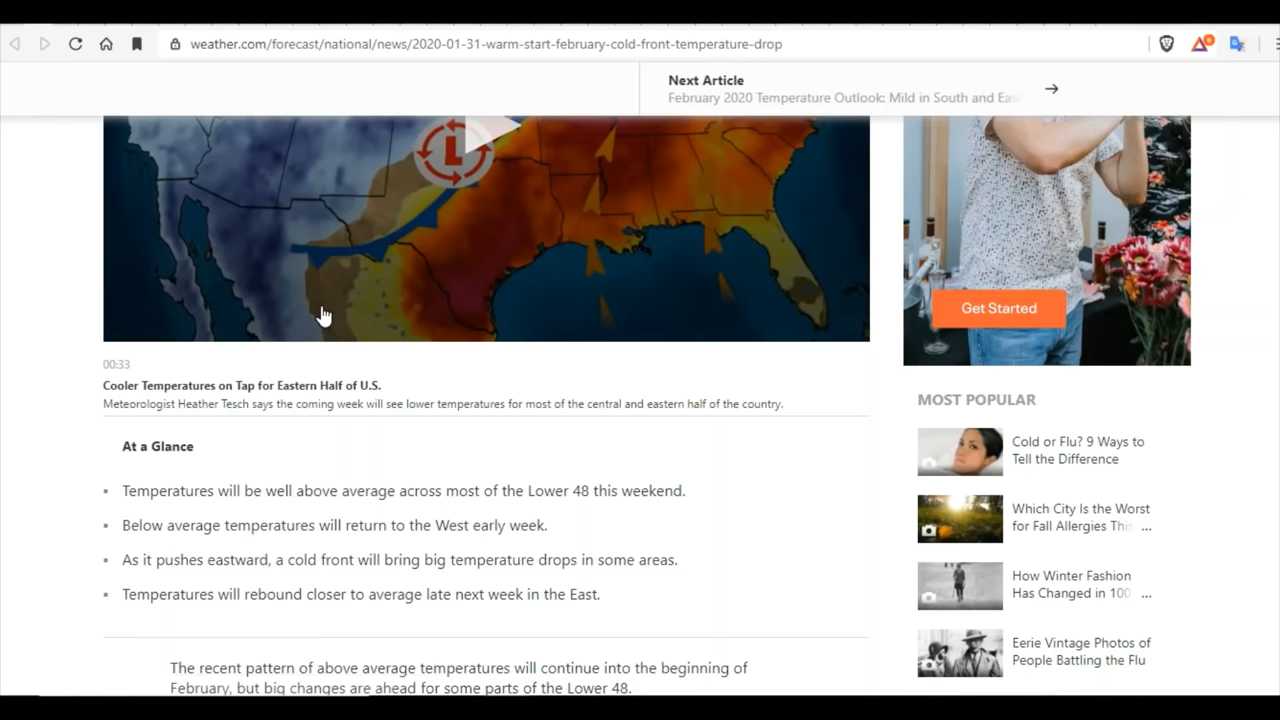 weather.com/forecast/national/news/2020-01-31-warm-start-february-cold-front-temperature-drop
Next Article
February 2020 Temperature Outlook: Mild in South and Eas
L
Get Started
00:33
Cooler Temperatures on Tap for Eastern Half of U.S.
Meteorologist Heather Tesch says the coming week will see lower temperatures for most of the central and eastern half of the country.
At a Glance
Temperatures will be well above average across most of the Lower 48 this weekend.
Below average temperatures will return to the West early week.
As it pushes eastward, a cold front will bring big temperature drops in some areas.
Temperatures will rebound closer to average late next week in the East.
The recent pattern of above average temperatures will continue into the beginning of
February, but big changes are ahead for some parts of the Lower 48.
MOST POPULAR
Cold or Flu? 9 Ways to
Tell the Difference
Which City Is the Worst
for Fall Allergies This ...
How Winter Fashion
Has Changed in 100 ...
Eerie Vintage Photos of
People Battling the Flu